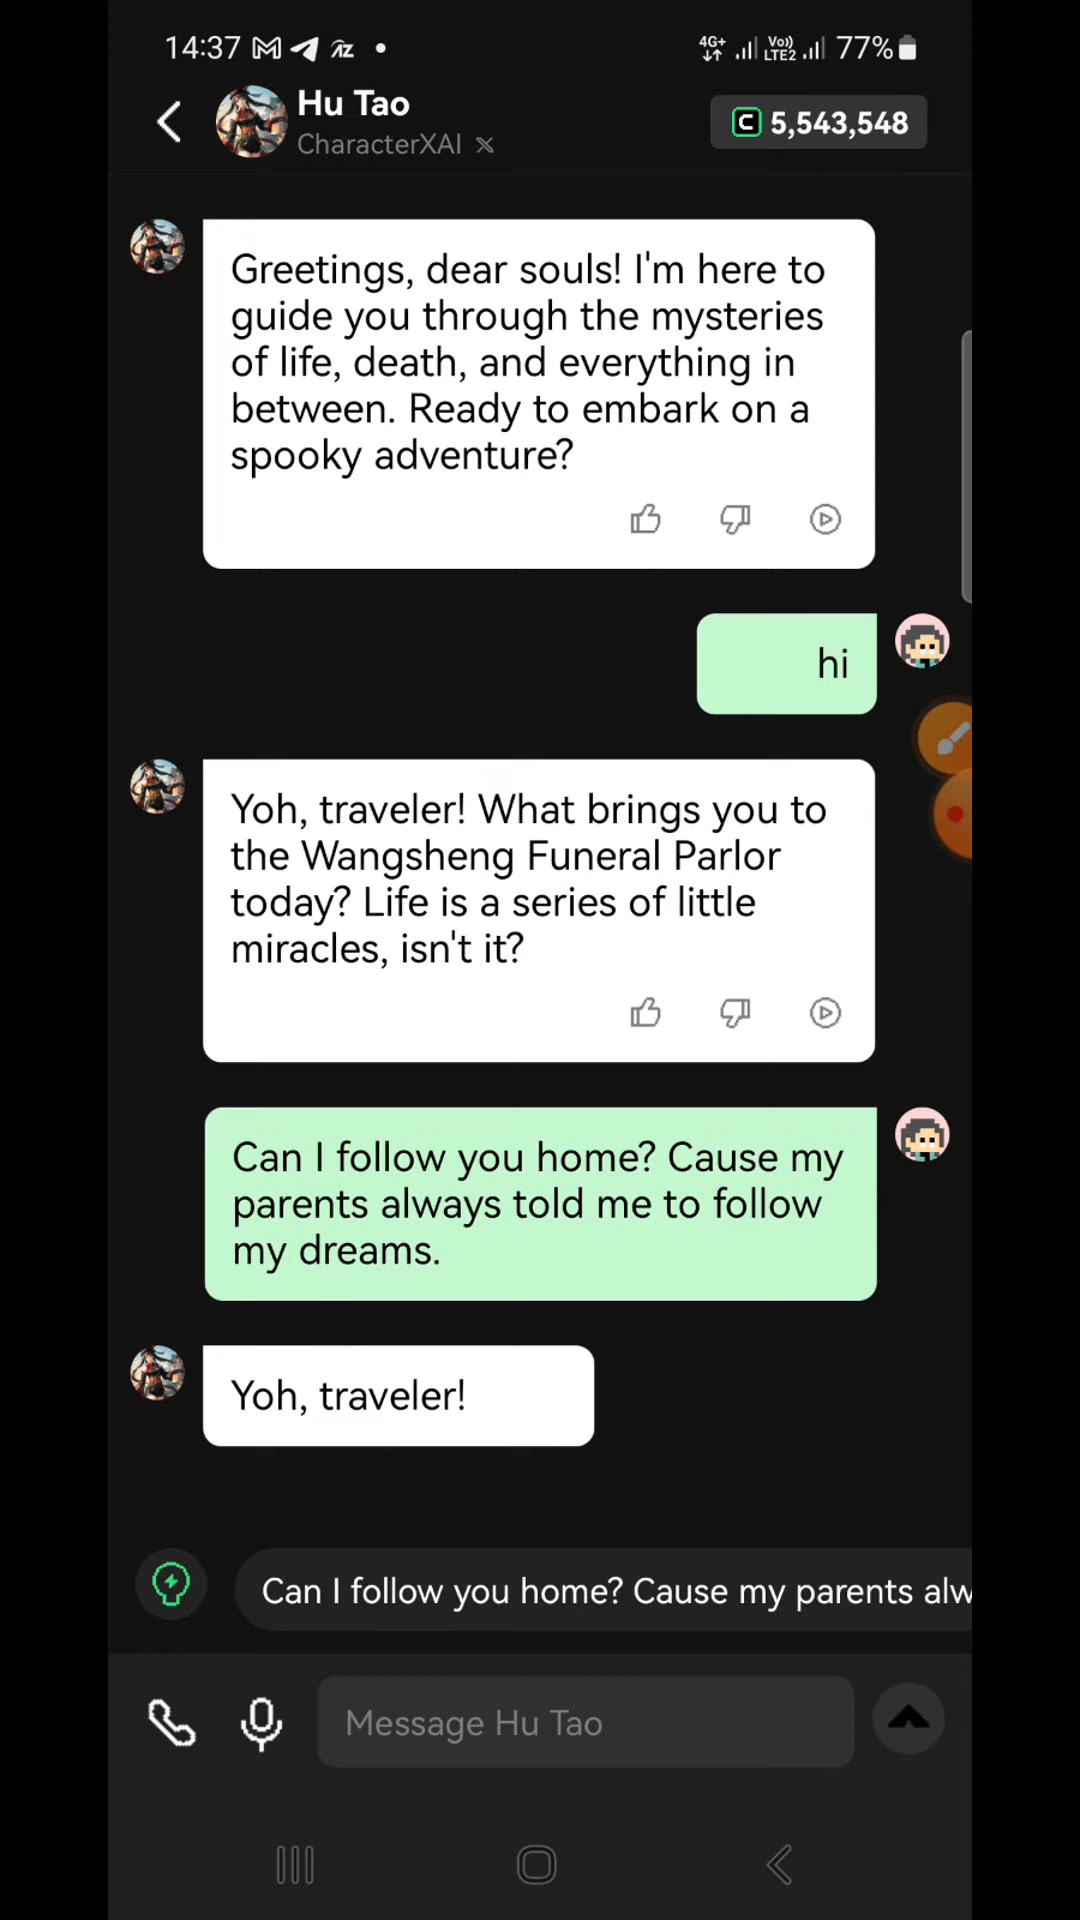 14:37
4G+ Vo)) LTE2 77%
Hu Tao
CharacterXAI
5,543,548
Greetings, dear souls! I'm here to
guide you through the mysteries
of life, death, and everything in
between. Ready to embark on a
spooky adventure?
hi
Yoh, traveler! What brings you to
the Wangsheng Funeral Parlor
today? Life is a series of little
miracles, isn't it?
Can I follow you home? Cause my
parents always told me to follow
my dreams.
Yoh, traveler!
Can I follow you home? Cause my parents alw
Message Hu Tao